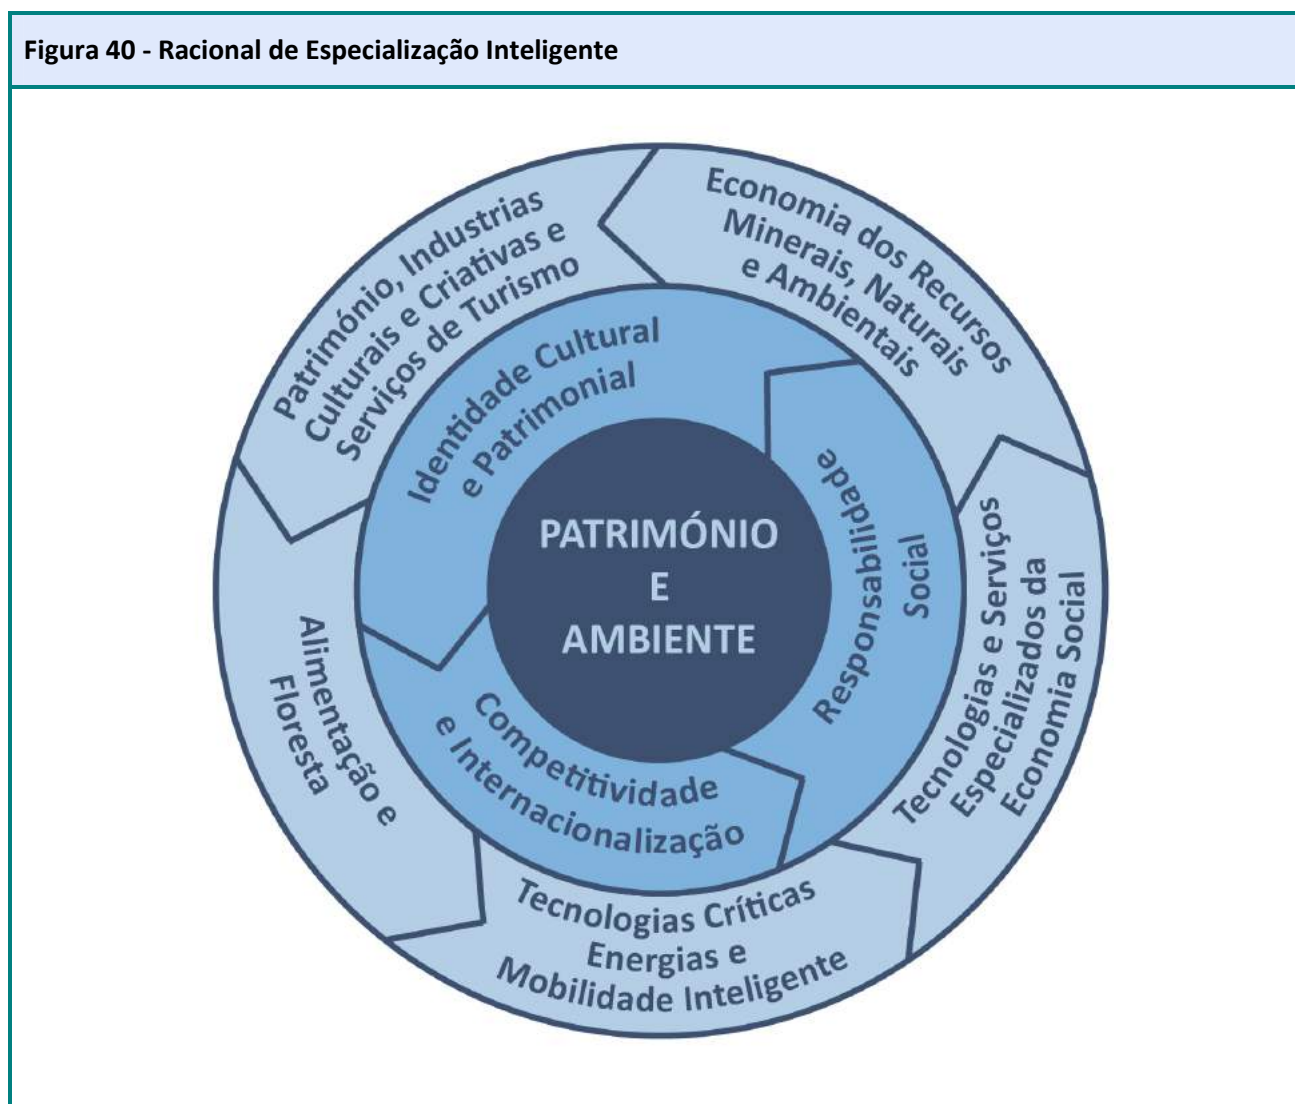 Figura 40 - Racional de Especialização Inteligente
Património, Industrias
Culturais e Criativas e
Serviços de Turismo
Economia dos Recursos
Minerais, Naturais
e Ambientais
Identidade Cultural
e Patrimonial
Responsabilidade
Social
PATRIMÓNIO
E
AMBIENTE
Tecnologias e Serviços
Especializados da
Economia Social
Alimentação e
Floresta
Competitividade
e Internacionalização
Tecnologias Críticas
Energias e
Mobilidade Inteligente